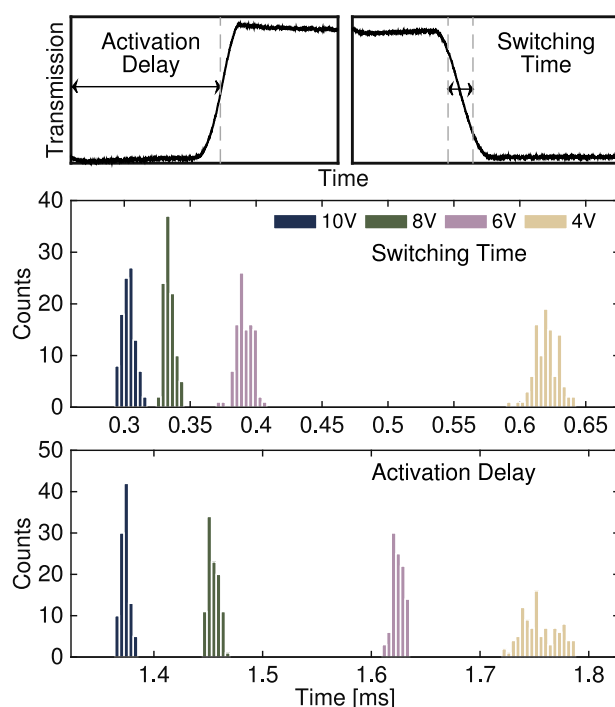 Activation
Delay
Switching
Time
Transmission
Time
40
30
20
10
0
Counts
10V 8V 6V 4V
Switching Time
0.3 0.35 0.4 0.45 0.5 0.55 0.6 0.65
50
40
30
20
10
0
Counts
Activation Delay
1.4 1.5 1.6 1.7 1.8
Time [ms]